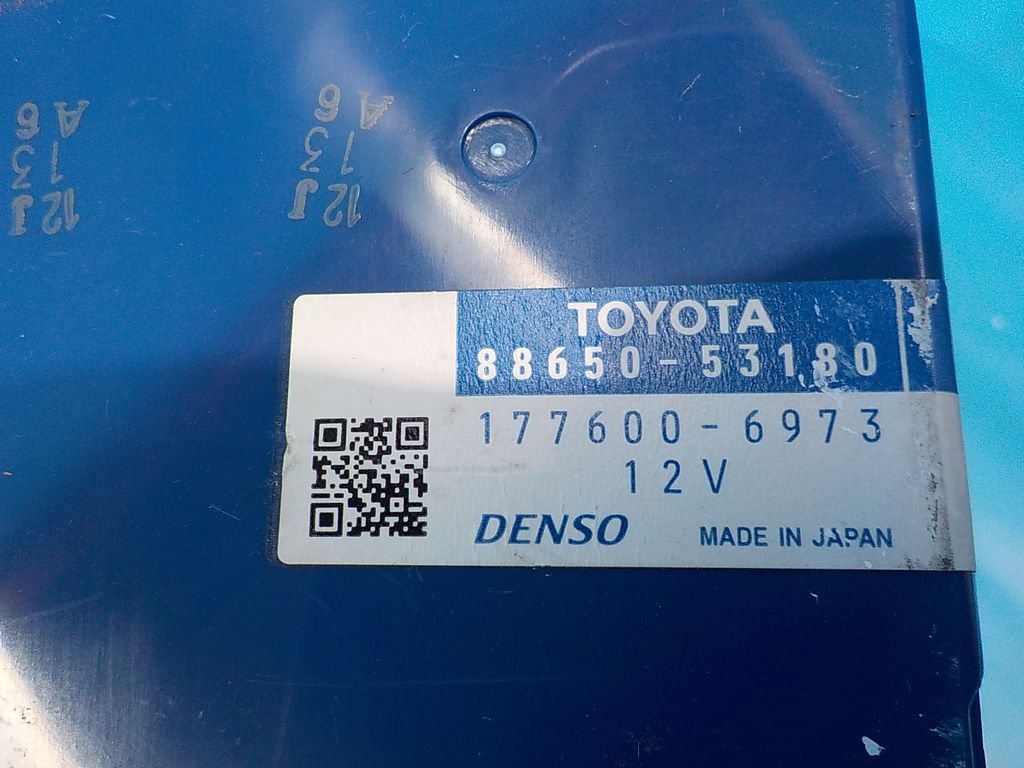 A6
13
12J
A6
13
12J
TOYOTA
88650-53180
177600-6973
12V
DENSO
MADE IN JAPAN